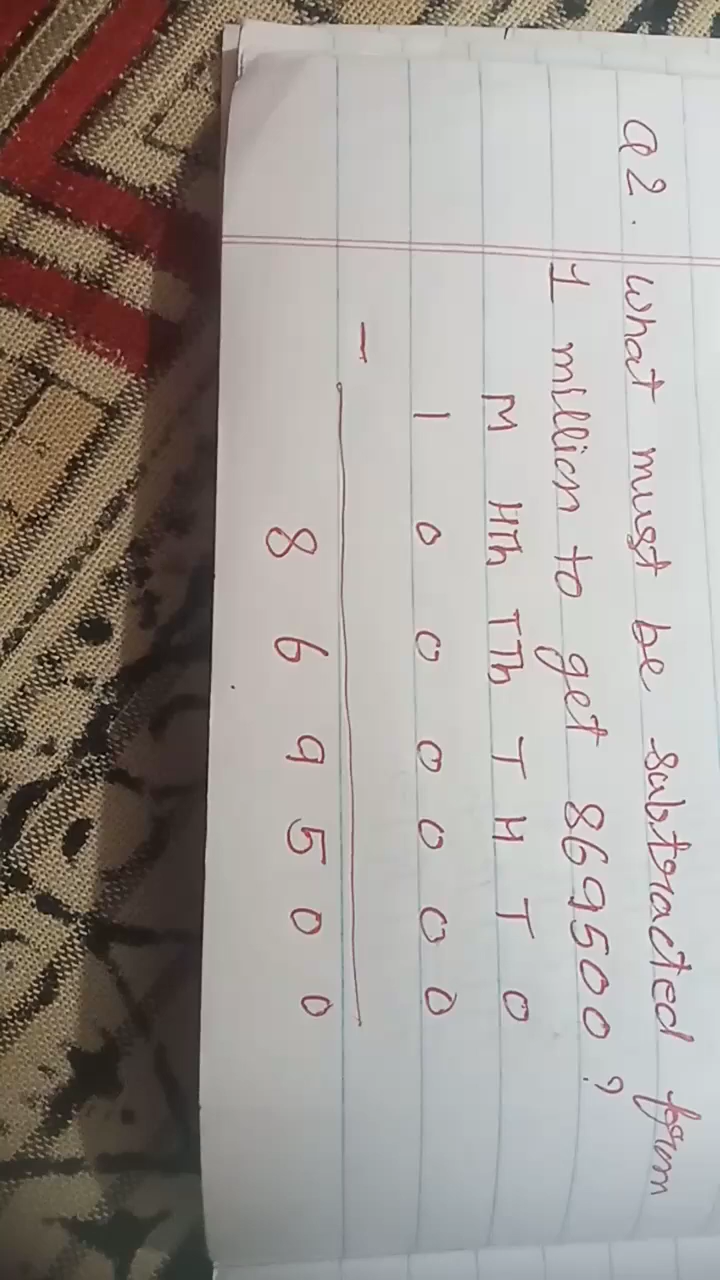 Q2. What must be subtracted form
1 million to get 869500?
M HTh TTh T H T O
1 0 0 0 0 0 0
-
8 6 9 5 0 0